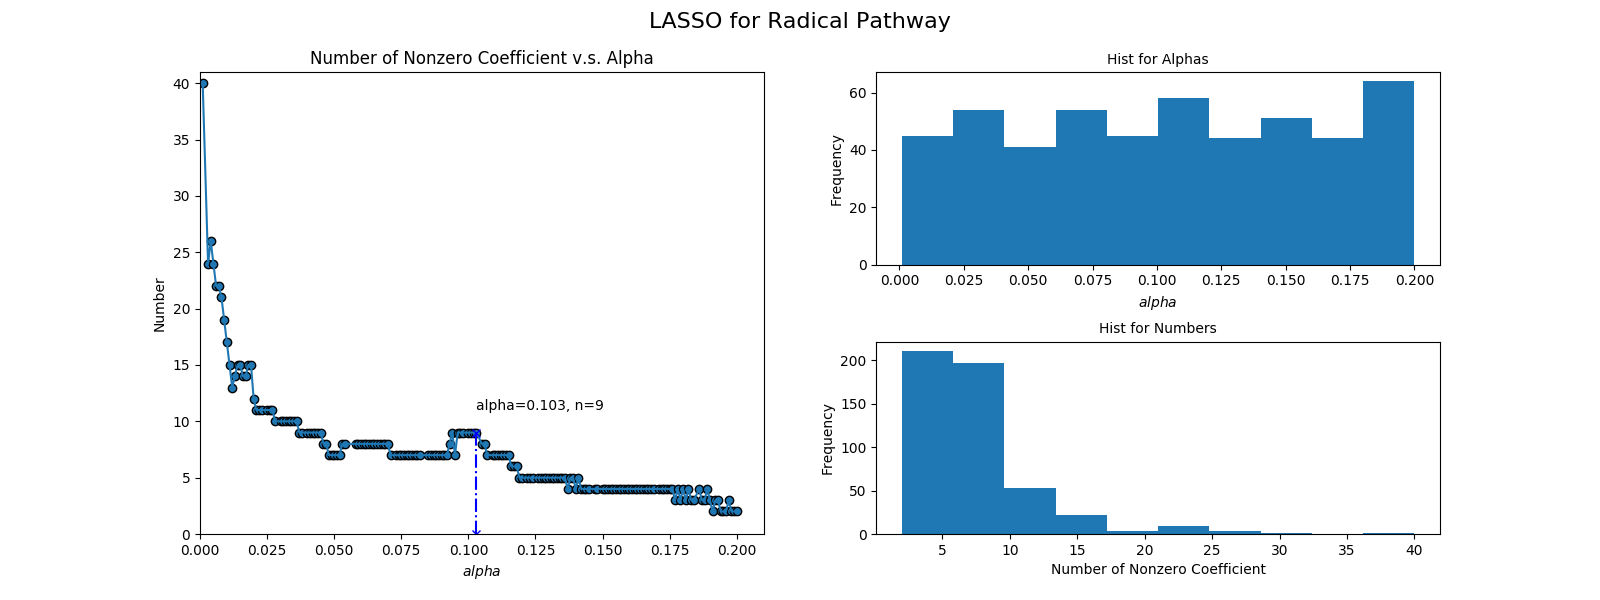 LASSO for Radical Pathway
Number of Nonzero Coefficient v.s. Alpha
40
35
30
25
20
15
10
5
0
Number
alpha=0.103, n=9
0.000 0.025 0.050 0.075 0.100 0.125 0.150 0.175 0.200
alpha
Hist for Alphas
60
40
20
0
Frequency
0.000 0.025 0.050 0.075 0.100 0.125 0.150 0.175 0.200
alpha
Hist for Numbers
200
150
100
50
0
Frequency
5 10 15 20 25 30 35 40
Number of Nonzero Coefficient